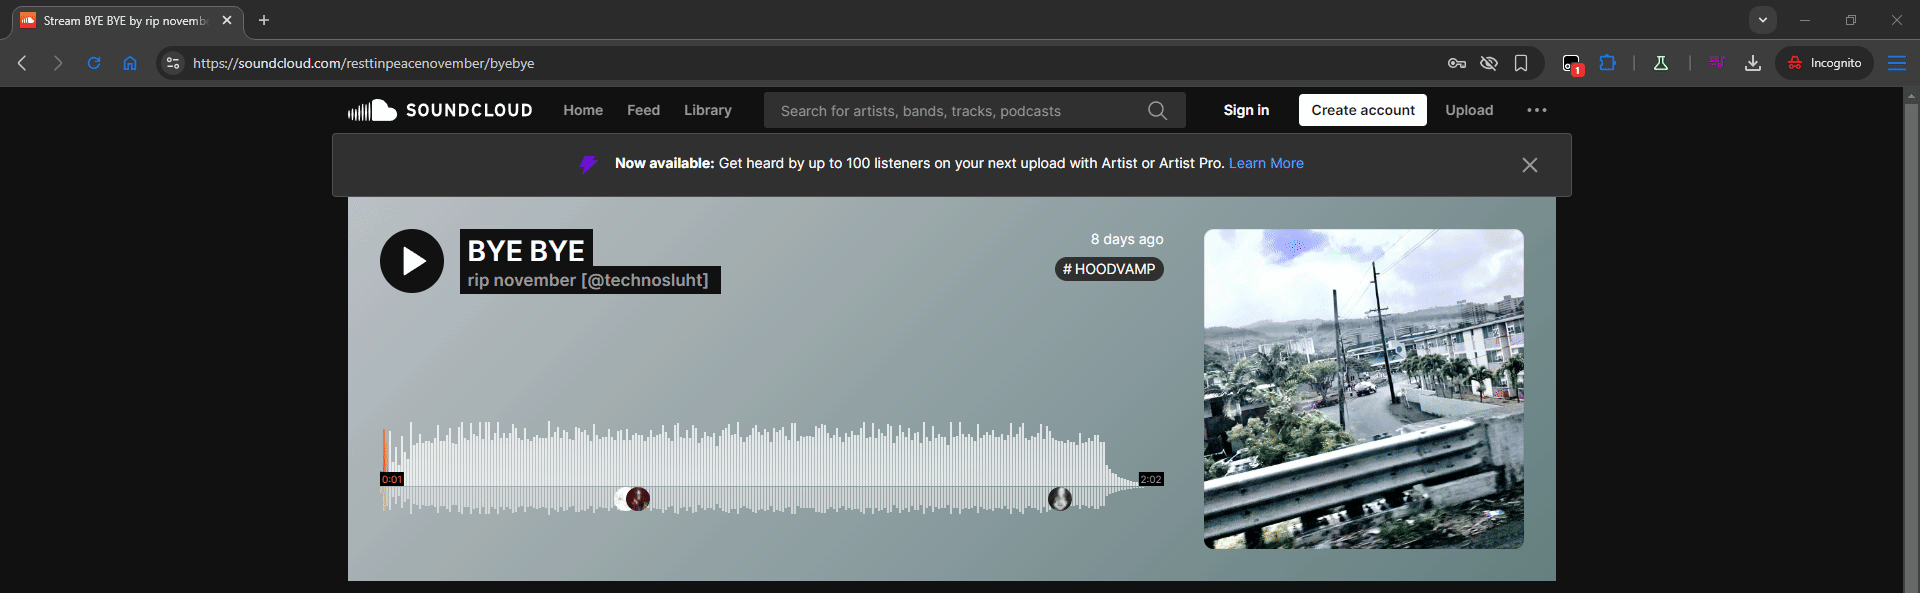 Stream BYE BYE by rip novemb
https://soundcloud.com/resttinpeacenovember/byebye
1
Incognito
SOUNDCLOUD
Home
Feed
Library
Search for artists, bands, tracks, podcasts
Sign in
Create account
Upload
Now available: Get heard by up to 100 listeners on your next upload with Artist or Artist Pro. Learn More
BYE BYE
rip november [@technosluht]
8 days ago
# HOODVAMP
0:01
2:02